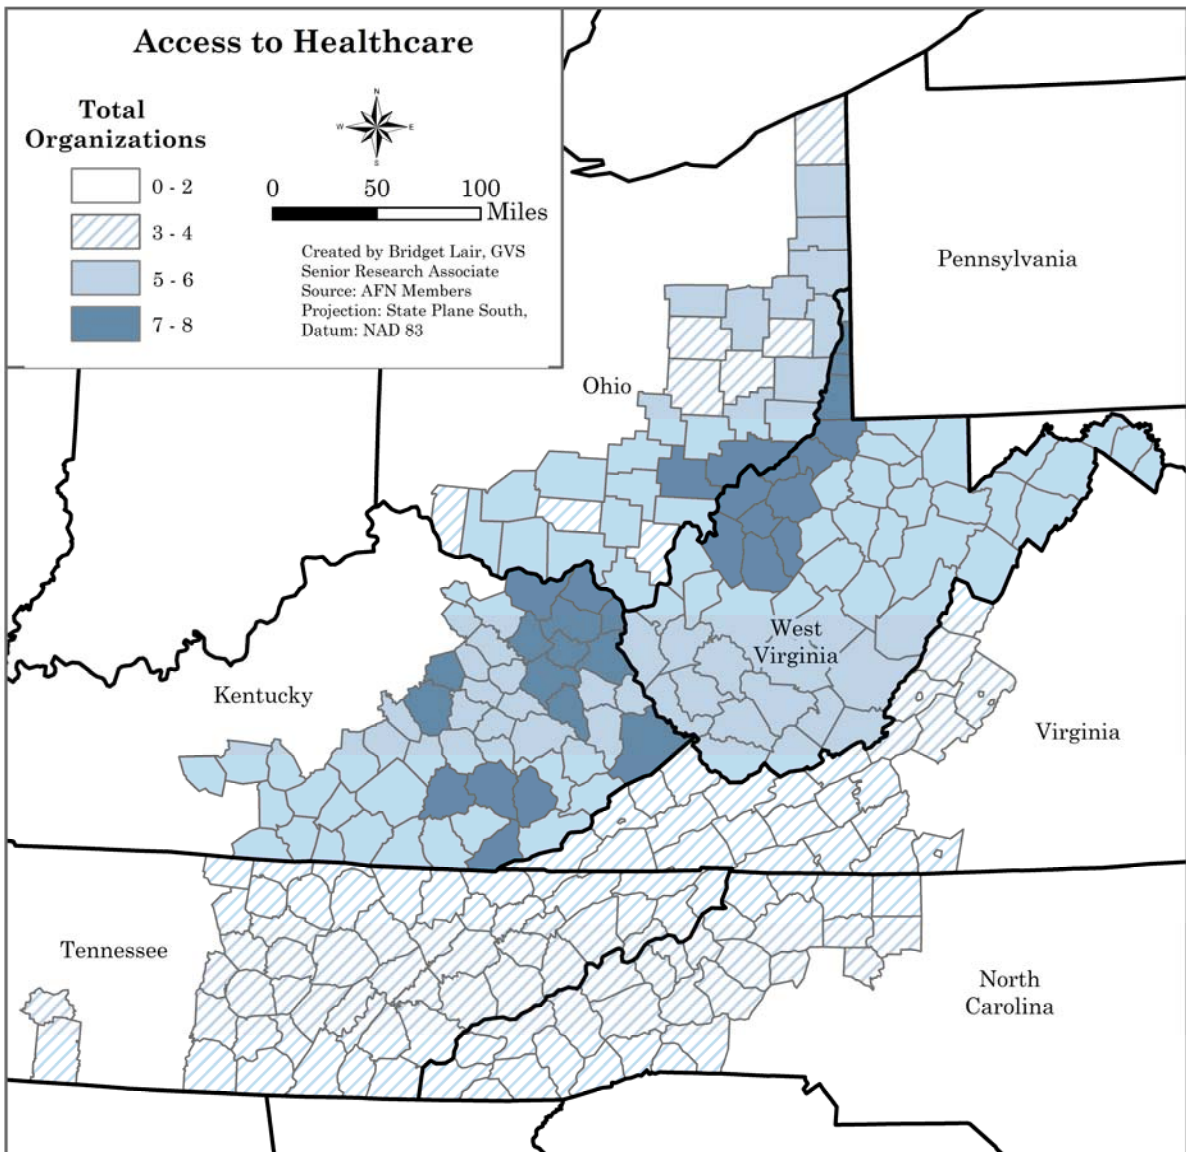 Access to Healthcare
Total
Organizations
0 - 2
3 - 4
5 - 6
7 - 8
N
W
E
S
0
50
100
Miles
Created by Bridget Lair, GVS
Senior Research Associate
Source: AFN Members
Projection: State Plane South,
Datum: NAD 83
Pennsylvania
Ohio
West
Virginia
Kentucky
Virginia
Tennessee
North
Carolina